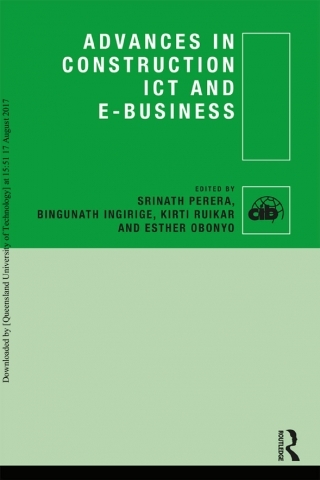 ADVANCES IN
CONSTRUCTION
ICT AND
E-BUSINESS
EDITED BY
SRINATH PERERA,
BINGUNATH INGIRIGE, KIRTI RUIKAR
AND ESTHER OBONYO
cib
Downloaded by [Queensland University of Technology] at 15:51 17 August 2017
ROUTLEDGE